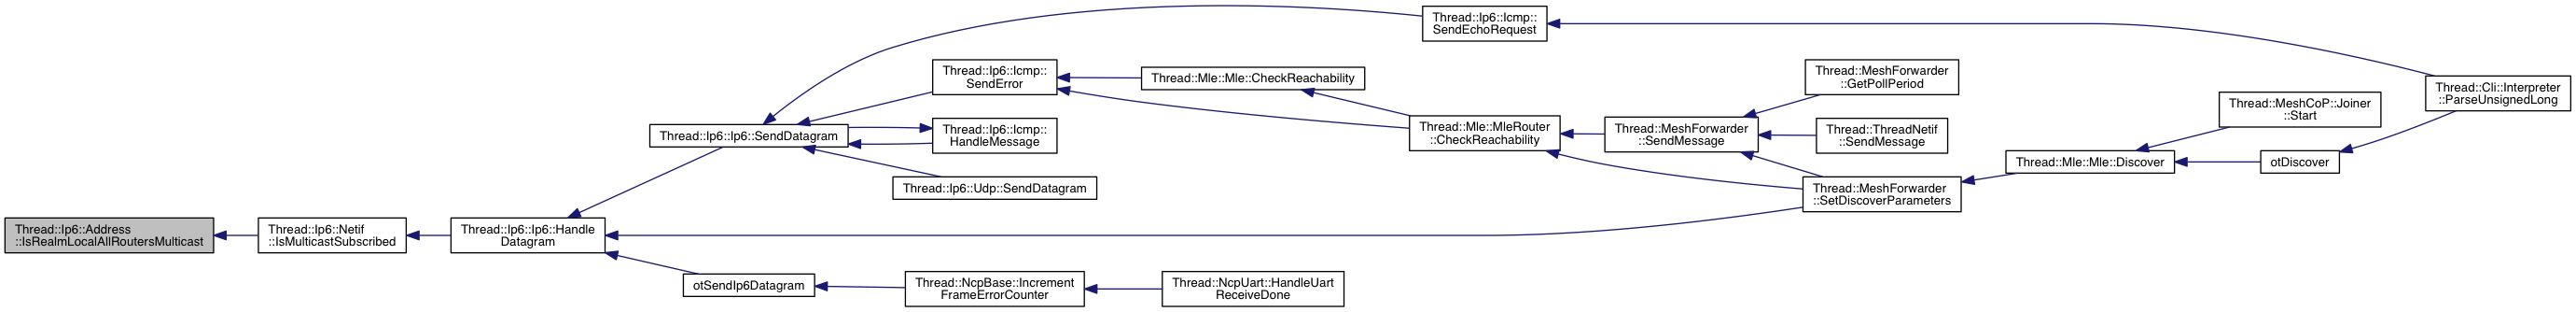 Thread::Ip6::Address
::IsRealmLocalAllRoutersMulticast
Thread::Ip6::Netif
::IsMulticastSubscribed
Thread::Ip6::Ip6::Handle
Datagram
Thread::Ip6::Ip6::SendDatagram
otSendIp6Datagram
Thread::Ip6::Icmp::
SendError
Thread::Ip6::Icmp::
HandleMessage
Thread::Ip6::Udp::SendDatagram
Thread::NcpBase::Increment
FrameErrorCounter
Thread::Mle::Mle::CheckReachability
Thread::NcpUart::HandleUart
ReceiveDone
Thread::Ip6::Icmp::
SendEchoRequest
Thread::Mle::MleRouter
::CheckReachability
Thread::MeshForwarder
::SendMessage
Thread::MeshForwarder
::GetPollPeriod
Thread::ThreadNetif
::SendMessage
Thread::MeshForwarder
::SetDiscoverParameters
Thread::Mle::Mle::Discover
Thread::MeshCoP::Joiner
::Start
otDiscover
Thread::Cli::Interpreter
::ParseUnsignedLong